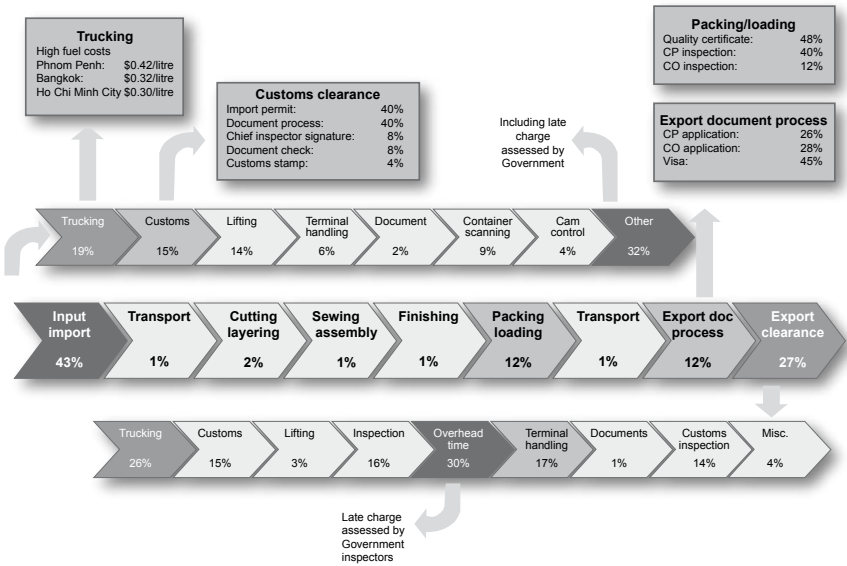 Trucking
High fuel costs
Phnom Penh: $0.42/litre
Bangkok: $0.32/litre
Ho Chi Minh City $0.30/litre
Customs clearance
Import permit: 40%
Document process: 40%
Chief inspector signature: 8%
Document check: 8%
Customs stamp: 4%
Including late
charge
assessed by
Government
Packing/loading
Quality certificate: 48%
CP inspection: 40%
CO inspection: 12%
Export document process
CP application: 26%
CO application: 28%
Visa: 45%
Trucking
19%
Customs
15%
Lifting
14%
Terminal
handling
6%
Document
2%
Container
scanning
9%
Cam
control
4%
Other
32%
Input
import
43%
Transport
1%
Cutting
layering
2%
Sewing
assembly
1%
Finishing
1%
Packing
loading
12%
Transport
1%
Export doc
process
12%
Export
clearance
27%
Trucking
26%
Customs
15%
Lifting
3%
Inspection
16%
Overhead
time
30%
Terminal
handling
17%
Documents
1%
Customs
inspection
14%
Misc.
4%
Late charge
assessed by
Government
inspectors